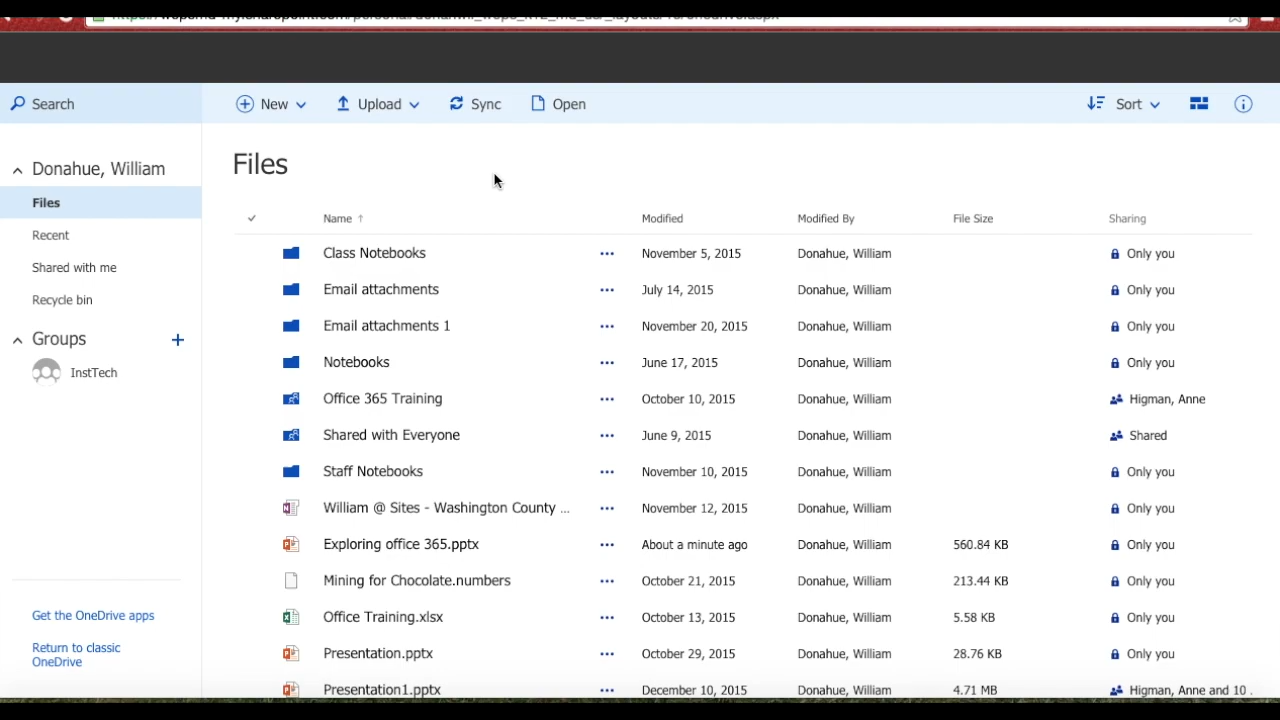 Search
New
Upload
Sync
Open
Sort
Donahue, William
Files
Recent
Shared with me
Recycle bin
Groups
InstTech
Get the OneDrive apps
Return to classic
OneDrive
Files
Name ↑ Modified Modified By File Size Sharing
Class Notebooks ... November 5, 2015 Donahue, William Only you
Email attachments ... July 14, 2015 Donahue, William Only you
Email attachments 1 ... November 20, 2015 Donahue, William Only you
Notebooks ... June 17, 2015 Donahue, William Only you
Office 365 Training ... October 10, 2015 Donahue, William Higman, Anne
Shared with Everyone ... June 9, 2015 Donahue, William Shared
Staff Notebooks ... November 10, 2015 Donahue, William Only you
William @ Sites - Washington County ... ... November 12, 2015 Donahue, William Only you
Exploring office 365.pptx ... About a minute ago Donahue, William 560.84 KB Only you
Mining for Chocolate.numbers ... October 21, 2015 Donahue, William 213.44 KB Only you
Office Training.xlsx ... October 13, 2015 Donahue, William 5.58 KB Only you
Presentation.pptx ... October 29, 2015 Donahue, William 28.76 KB Only you
Presentation1.pptx ... December 10, 2015 Donahue, William 4.71 MB Higman, Anne and 10 .